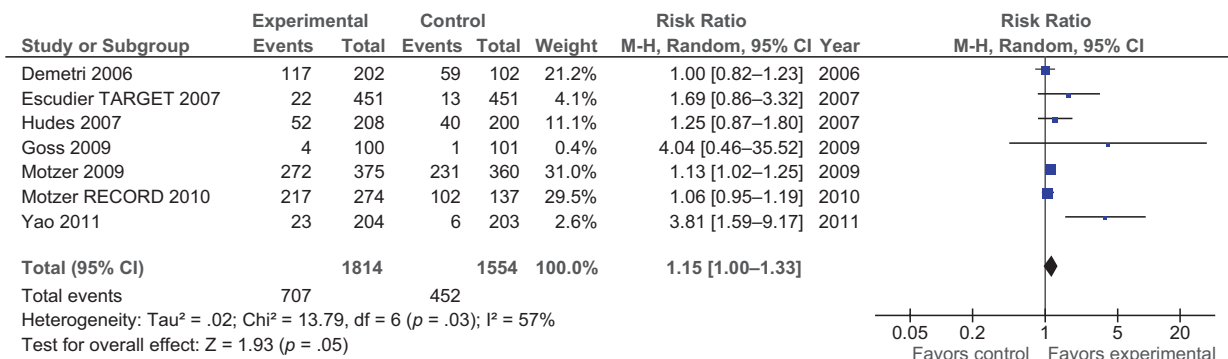 Experimental Control Risk Ratio Risk Ratio
Study or Subgroup Events Total Events Total Weight M-H, Random, 95% CI Year M-H, Random, 95% CI
Demetri 2006 117 202 59 102 21.2% 1.00 [0.82–1.23] 2006
Escudier TARGET 2007 22 451 13 451 4.1% 1.69 [0.86–3.32] 2007
Hudes 2007 52 208 40 200 11.1% 1.25 [0.87–1.80] 2007
Goss 2009 4 100 1 101 0.4% 4.04 [0.46–35.52] 2009
Motzer 2009 272 375 231 360 31.0% 1.13 [1.02–1.25] 2009
Motzer RECORD 2010 217 274 102 137 29.5% 1.06 [0.95–1.19] 2010
Yao 2011 23 204 6 203 2.6% 3.81 [1.59–9.17] 2011
Total (95% CI) 1814 1554 100.0% 1.15 [1.00–1.33]
Total events 707 452
Heterogeneity: Tau² = .02; Chi² = 13.79, df = 6 (p = .03); I² = 57%
Test for overall effect: Z = 1.93 (p = .05)
0.05 0.2 1 5 20
Favors control Favors experimental